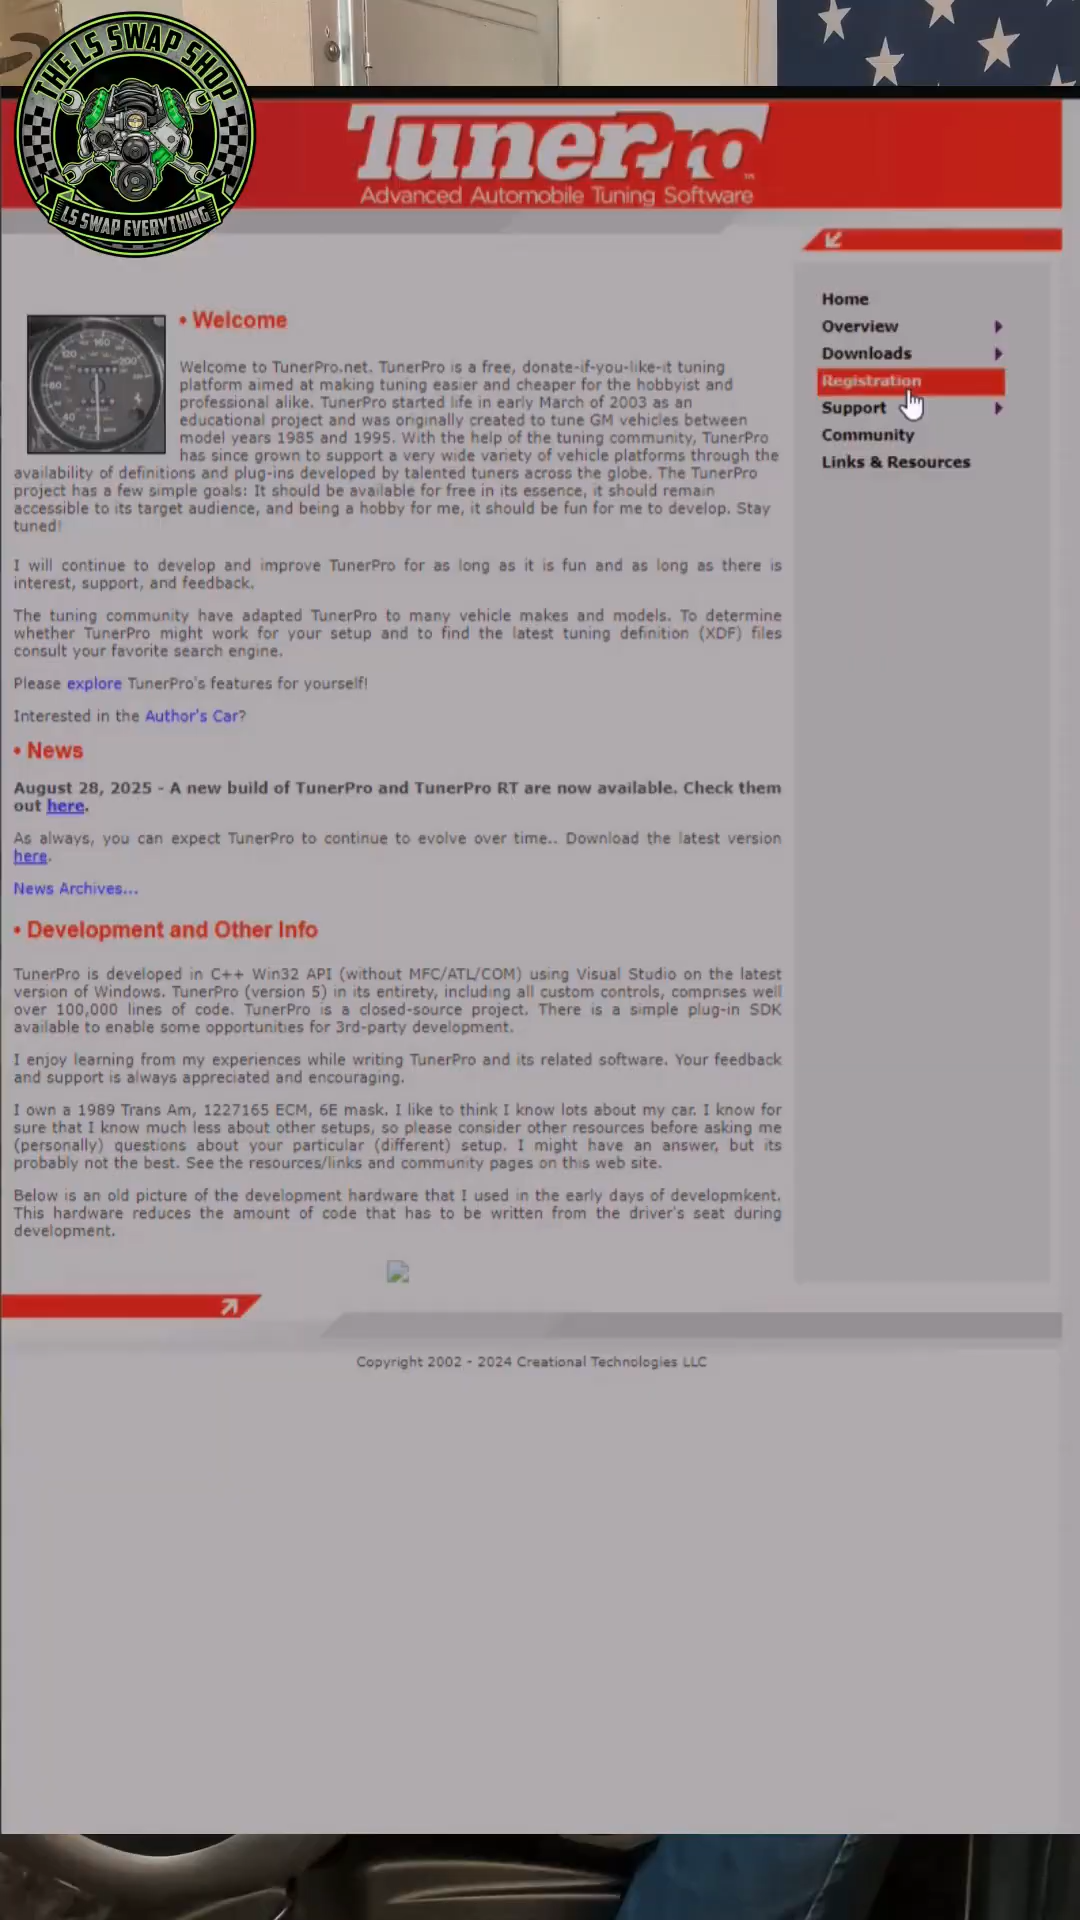 THE LS SWAP SHOP
LS SWAP EVERYTHING
TunerPro
Advanced Automobile Tuning Software
Home
Overview
Downloads
Registration
Support
Community
Links & Resources
• Welcome
Welcome to TunerPro.net. TunerPro is a free, donate-if-you-like-it tuning
platform aimed at making tuning easier and cheaper for the hobbyist and
professional alike. TunerPro started life in early March of 2003 as an
educational project and was originally created to tune GM vehicles between
model years 1985 and 1995. With the help of the tuning community, TunerPro
has since grown to support a very wide variety of vehicle platforms through the
availability of definitions and plug-ins developed by talented tuners across the globe. The TunerPro
project has a few simple goals: It should be available for free in its essence, it should remain
accessible to its target audience, and being a hobby for me, it should be fun for me to develop. Stay
tuned!
I will continue to develop and improve TunerPro for as long as it is fun and as long as there is
interest, support, and feedback.
The tuning community have adapted TunerPro to many vehicle makes and models. To determine
whether TunerPro might work for your setup and to find the latest tuning definition (XDF) files
consult your favorite search engine.
Please explore TunerPro's features for yourself!
Interested in the Author's Car?
• News
August 28, 2025 - A new build of TunerPro and TunerPro RT are now available. Check them
out here.
As always, you can expect TunerPro to continue to evolve over time.. Download the latest version
here.
News Archives...
• Development and Other Info
TunerPro is developed in C++ Win32 API (without MFC/ATL/COM) using Visual Studio on the latest
version of Windows. TunerPro (version 5) in its entirety, including all custom controls, comprises well
over 100,000 lines of code. TunerPro is a closed-source project. There is a simple plug-in SDK
available to enable some opportunities for 3rd-party development.
I enjoy learning from my experiences while writing TunerPro and its related software. Your feedback
and support is always appreciated and encouraging.
I own a 1989 Trans Am, 1227165 ECM, 6E mask. I like to think I know lots about my car. I know for
sure that I know much less about other setups, so please consider other resources before asking me
(personally) questions about your particular (different) setup. I might have an answer, but its
probably not the best. See the resources/links and community pages on this web site.
Below is an old picture of the development hardware that I used in the early days of developmkent.
This hardware reduces the amount of code that has to be written from the driver's seat during
development.
Copyright 2002 - 2024 Creational Technologies LLC